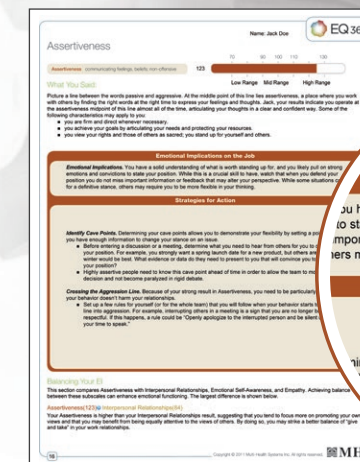 Name: Jack Doe
EQ 36
Assertiveness
70 90 100 110 130
Assertiveness communicating feelings, beliefs; non-offensive 123
Low Range Mid Range High Range
What You Said:
Picture a line between the words passive and aggressive. At the middle point of this line lies assertiveness, a place where you work
with others by finding the right words at the right time to express your feelings and thoughts. Jack, your results indicate you operate at
the assertiveness midpoint of this line almost all of the time, articulating your thoughts in a clear and confident way. Some of the
following characteristics may apply to you:
you are firm and direct whenever necessary.
you achieve your goals by articulating your needs and protecting your resources.
you view your rights and those of others as sacred; you stand up for yourself and others.
Emotional Implications on the Job
Emotional Implications. You have a solid understanding of what is worth standing up for, and you likely put on strong
emotions and convictions to state your position. While this is a crucial skill to have, watch that when you defend your
position you do not miss important information or feedback that may alter your perspective. While some situations
for a definitive stance, others may require you to be more flexible in your thinking.
Strategies for Action
Identify Cave Points. Determining your cave points allows you to demonstrate your flexibility by setting a
you have enough information to change your stance on an issue.
Before entering a discussion or a meeting, determine what you need to hear from others for you to
your position. For example, you strongly want a spring launch date for a new product, but others are
winter would be best. What evidence or data do they need to present to you that will convince you to
your position?
Highly assertive people need to know this cave point ahead of time in order to allow the team to
decision and not become paralyzed in rigid debate.
Crossing the Aggression Line. Because of your strong result in Assertiveness, you need to be particularly
your behavior doesn't harm your relationships.
Set up a few rules for yourself (or for the whole team) that you will follow when your behavior starts
line into aggression. For example, interrupting others in a meeting is a sign that you are no longer
respectful. If this happens, a rule could be "Openly apologize to the interrupted person and be silent
your time to speak."
Balancing Your EI
This section compares Assertiveness with Interpersonal Relationships, Emotional Self-Awareness, and Empathy. Achieving balance
between these subscales can enhance emotional functioning. The largest difference is shown below.
Assertiveness(123) Interpersonal Relationships(94)
Your Assertiveness is higher than your Interpersonal Relationships result, suggesting that you tend to focus more on promoting your own
views and that you may benefit from being equally attentive to the views of others. By doing so, you may strike a better balance of "give
and take" in your work relationships.
Copyright © 2011 Multi-Health Systems Inc. All rights reserved.
MH